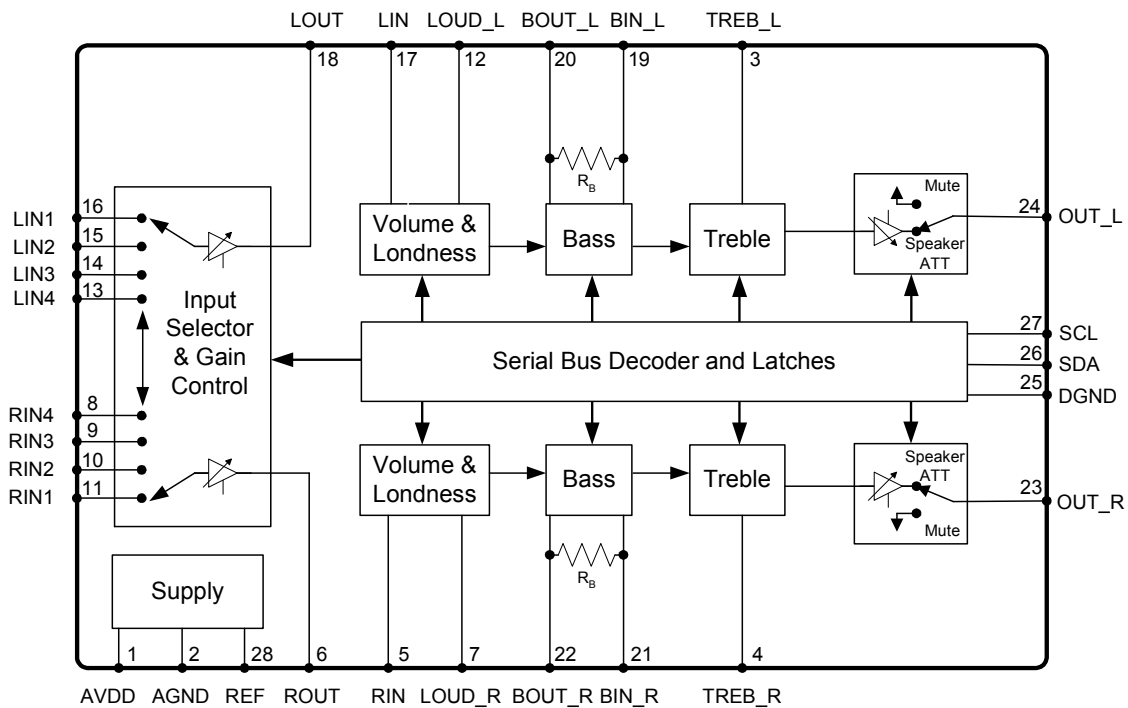 LOUT LIN LOUD_L BOUT_L BIN_L TREB_L
18 17 12 20 19 3
R_B
LIN1 16
LIN2 15
LIN3 14
LIN4 13
Input
Selector
& Gain
Control
RIN4 8
RIN3 9
RIN2 10
RIN1 11
Volume &
Londness
Bass
Treble
Mute
Speaker
ATT
24 OUT_L
Serial Bus Decoder and Latches
27 SCL
26 SDA
25 DGND
Volume &
Londness
Bass
Treble
Speaker
ATT
Mute
23 OUT_R
R_B
Supply
1 2 28 6 5 7 22 21 4
AVDD AGND REF ROUT RIN LOUD_R BOUT_R BIN_R TREB_R